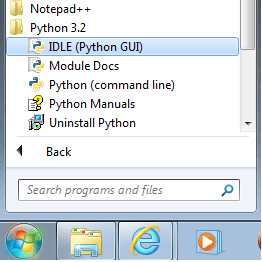 Notepad++
Python 3.2
IDLE (Python GUI)
Module Docs
Python (command line)
Python Manuals
Uninstall Python
Back
Search programs and files